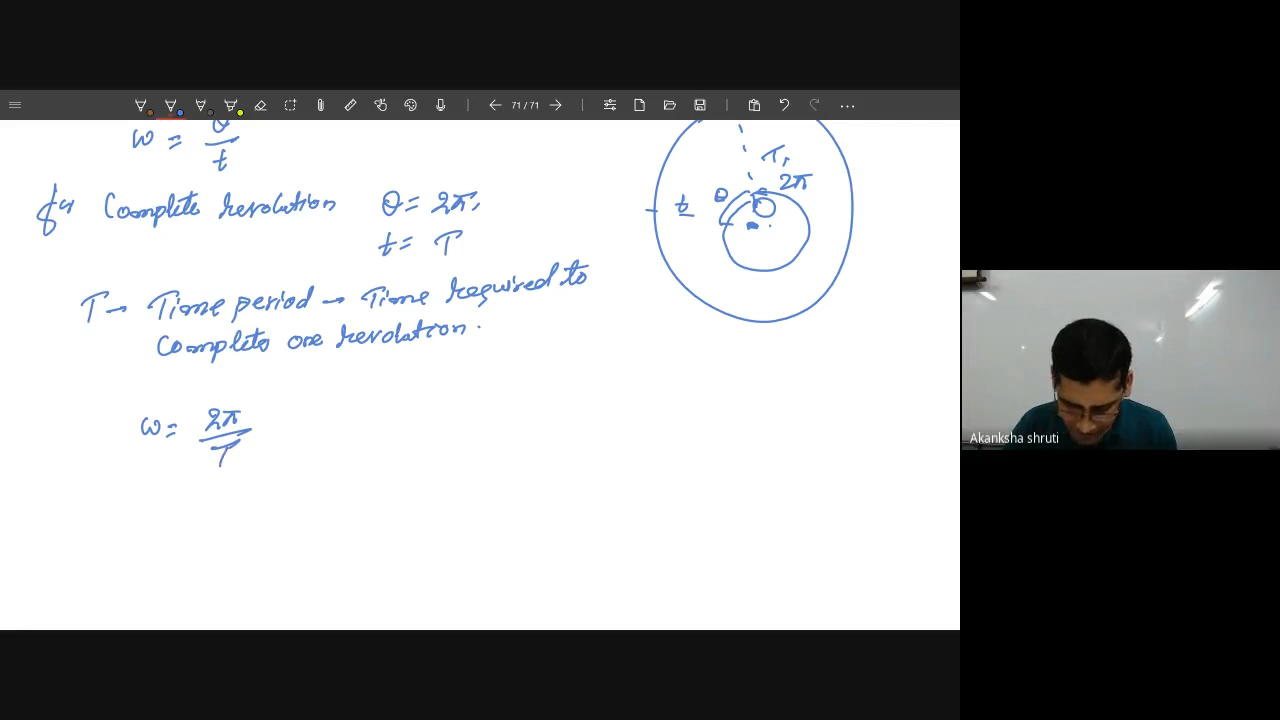 71/71
ω = θ/t
T,
2π
θ
t
for Complete revolution θ = 2π,
t = T
T → Time period → Time required to
Complete one revolution.
ω = 2π/T
Akanksha shruti